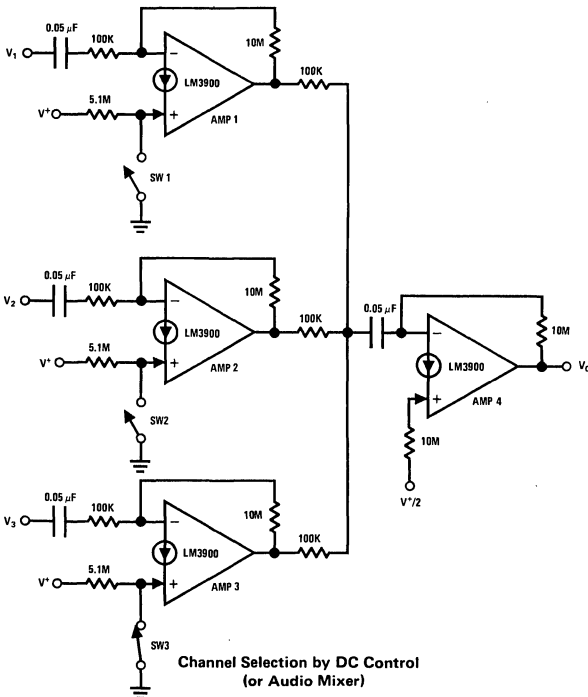 0.05 μF
100K
V1
10M
LM3900
100K
V+
5.1M
AMP 1
SW 1
0.05 μF
100K
V2
10M
0.05 μF
100K
LM3900
10M
V+
5.1M
AMP 2
LM3900
VO
AMP 4
SW2
10M
V+/2
0.05 μF
100K
V3
10M
100K
LM3900
V+
5.1M
AMP 3
SW3
Channel Selection by DC Control
(or Audio Mixer)